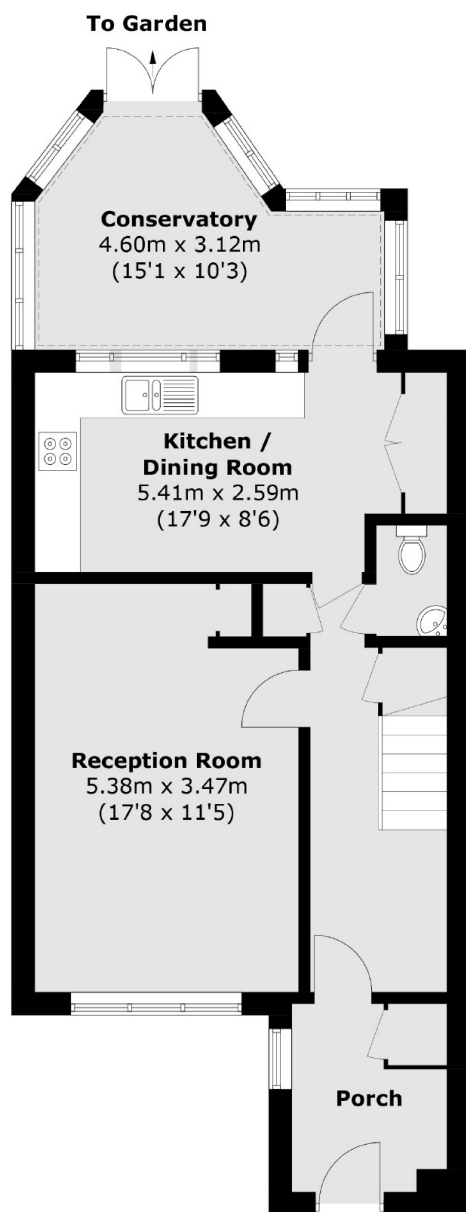 To Garden
Conservatory
4.60m x 3.12m
(15'1 x 10'3)
Kitchen /
Dining Room
5.41m x 2.59m
(17'9 x 8'6)
Reception Room
5.38m x 3.47m
(17'8 x 11'5)
Porch